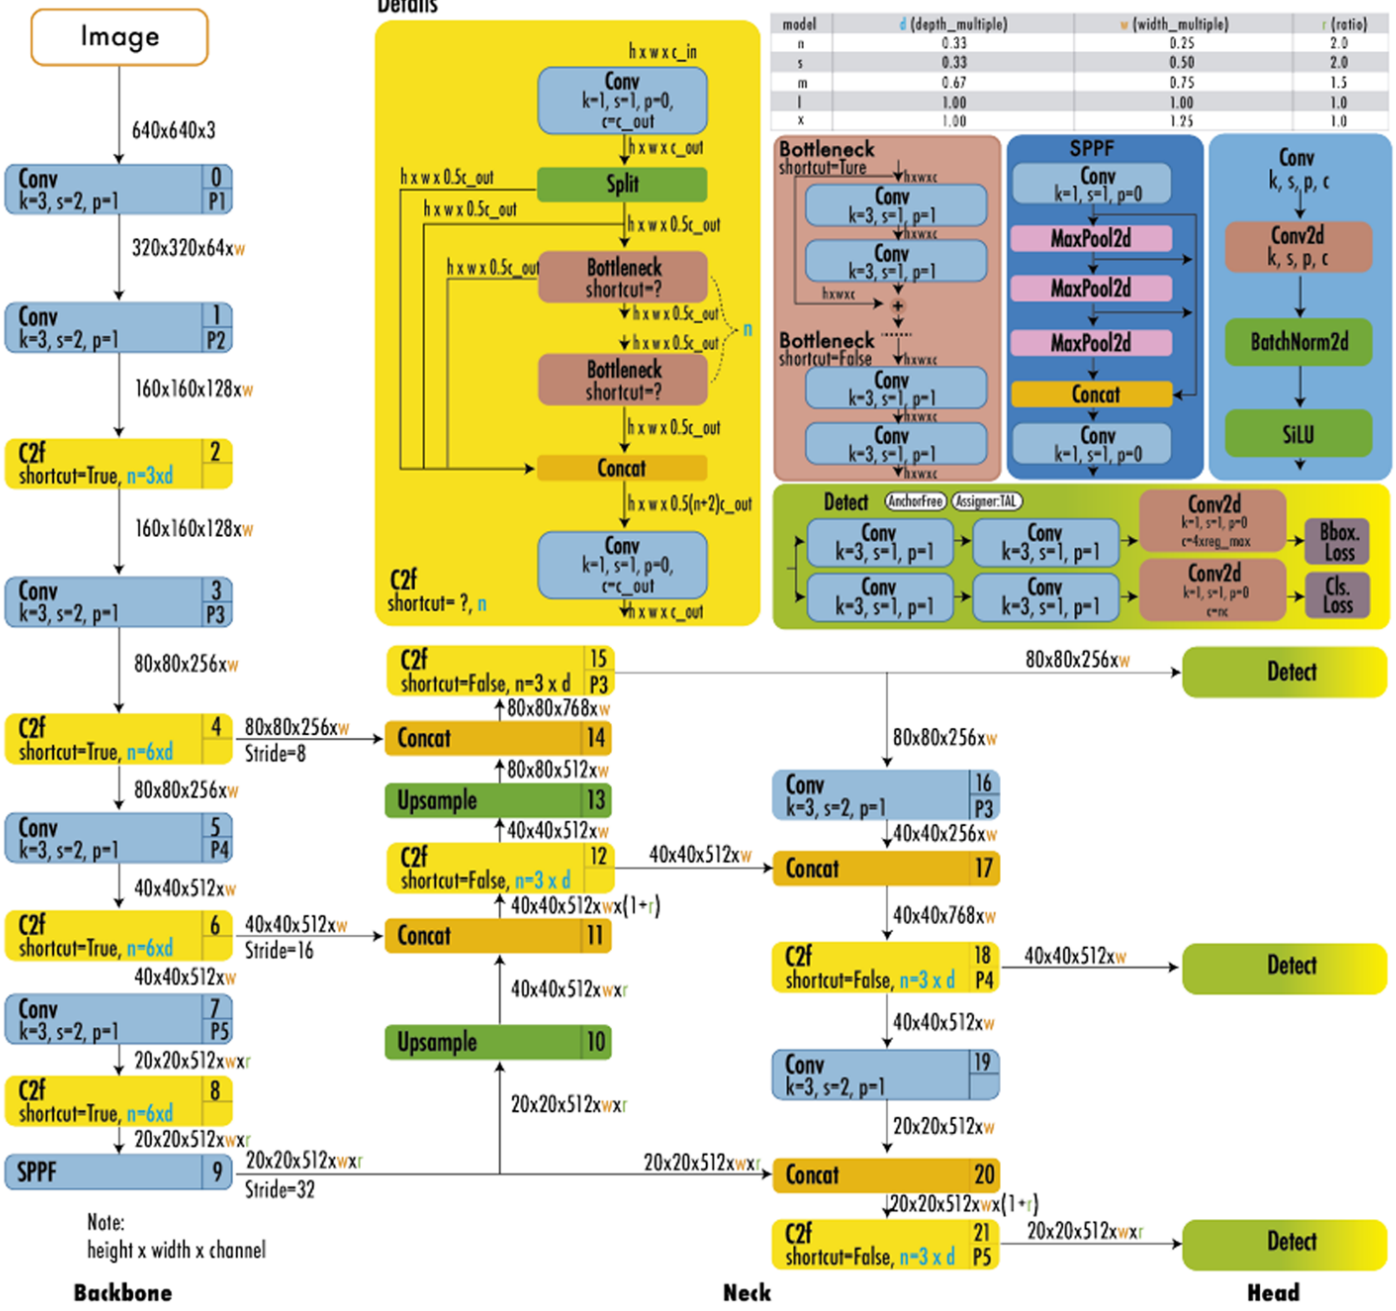 Details
Image
640x640x3
Conv 0
k=3, s=2, p=1 P1
320x320x64xw
Conv 1
k=3, s=2, p=1 P2
160x160x128xw
C2f 2
shortcut=True, n=3xd
160x160x128xw
Conv 3
k=3, s=2, p=1 P3
80x80x256xw
C2f 4
shortcut=True, n=6xd
80x80x256xw
Stride=8
80x80x256xw
Conv 5
k=3, s=2, p=1 P4
40x40x512xw
C2f 6
shortcut=True, n=6xd
40x40x512xw
Stride=16
40x40x512xw
Conv 7
k=3, s=2, p=1 P5
20x20x512xwxr
C2f 8
shortcut=True, n=6xd
20x20x512xwxr
SPPF 9
20x20x512xwxr
Stride=32
Note:
height x width x channel
Backbone
h x w x c_in
Conv
k=1, s=1, p=0,
c=c_out
h x w x c_out
h x w x 0.5c_out
Split
h x w x 0.5c_out
h x w x 0.5c_out
h x w x 0.5c_out
Bottleneck
shortcut=?
h x w x 0.5c_out
n
h x w x 0.5c_out
Bottleneck
shortcut=?
h x w x 0.5c_out
Concat
h x w x 0.5(n+2)c_out
Conv
k=1, s=1, p=0,
c=c_out
h x w x c_out
C2f
shortcut= ?, n
model d (depth_multiple) w (width_multiple) r (ratio)
n 0.33 0.25 2.0
s 0.33 0.50 2.0
m 0.67 0.75 1.5
l 1.00 1.00 1.0
x 1.00 1.25 1.0
Bottleneck
shortcut=Ture
hxwxc
Conv
k=3, s=1, p=1
hxwxc
Conv
k=3, s=1, p=1
hxwxc
+
Bottleneck
shortcut=False
hxwxc
Conv
k=3, s=1, p=1
hxwxc
Conv
k=3, s=1, p=1
hxwxc
SPPF
Conv
k=1, s=1, p=0
MaxPool2d
MaxPool2d
MaxPool2d
Concat
Conv
k=1, s=1, p=0
Conv
k, s, p, c
Conv2d
k, s, p, c
BatchNorm2d
SiLU
Detect AnchorFree Assigner:TAL
Conv
k=3, s=1, p=1
Conv
k=3, s=1, p=1
Conv2d
k=1, s=1, p=0
c=4xreg_max
Bbox.
Loss
Conv
k=3, s=1, p=1
Conv
k=3, s=1, p=1
Conv2d
k=1, s=1, p=0
c=nc
Cls.
Loss
C2f 15
shortcut=False, n=3 x d P3
80x80x768xw
Concat 14
80x80x512xw
Upsample 13
40x40x512xw
C2f 12
shortcut=False, n=3 x d
40x40x512xwx(1+r)
Concat 11
40x40x512xwxr
Upsample 10
20x20x512xwxr
80x80x256xw
Detect
80x80x256xw
Conv 16
k=3, s=2, p=1 P3
40x40x256xw
40x40x512xw
Concat 17
40x40x768xw
C2f 18
shortcut=False, n=3 x d P4
40x40x512xw
Detect
40x40x512xw
Conv 19
k=3, s=2, p=1
20x20x512xw
20x20x512xwxr
Concat 20
20x20x512xwx(1+r)
C2f 21
shortcut=False, n=3 x d P5
20x20x512xwxr
Detect
Neck
Head